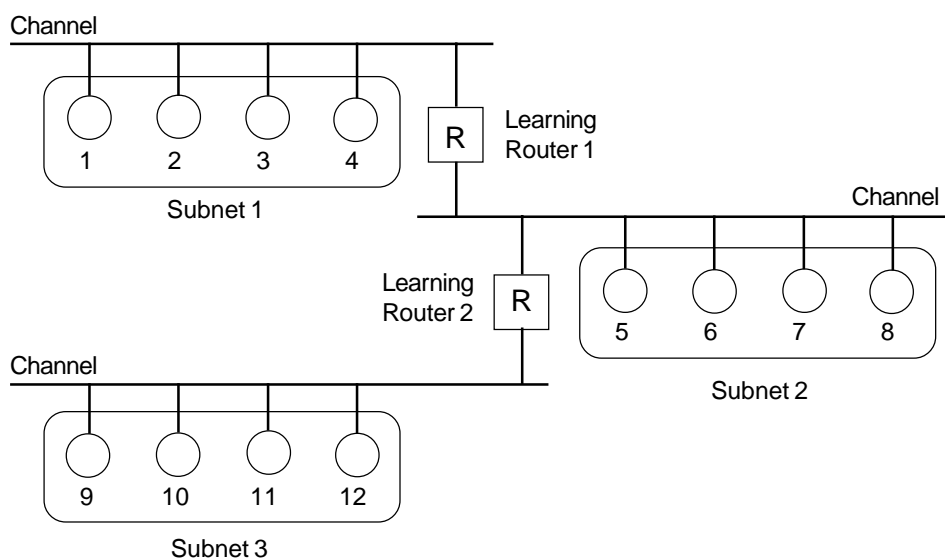 Channel
R
Learning
Router 1
1 2 3 4
Subnet 1
Channel
Learning
Router 2
R
5 6 7 8
Subnet 2
Channel
9 10 11 12
Subnet 3